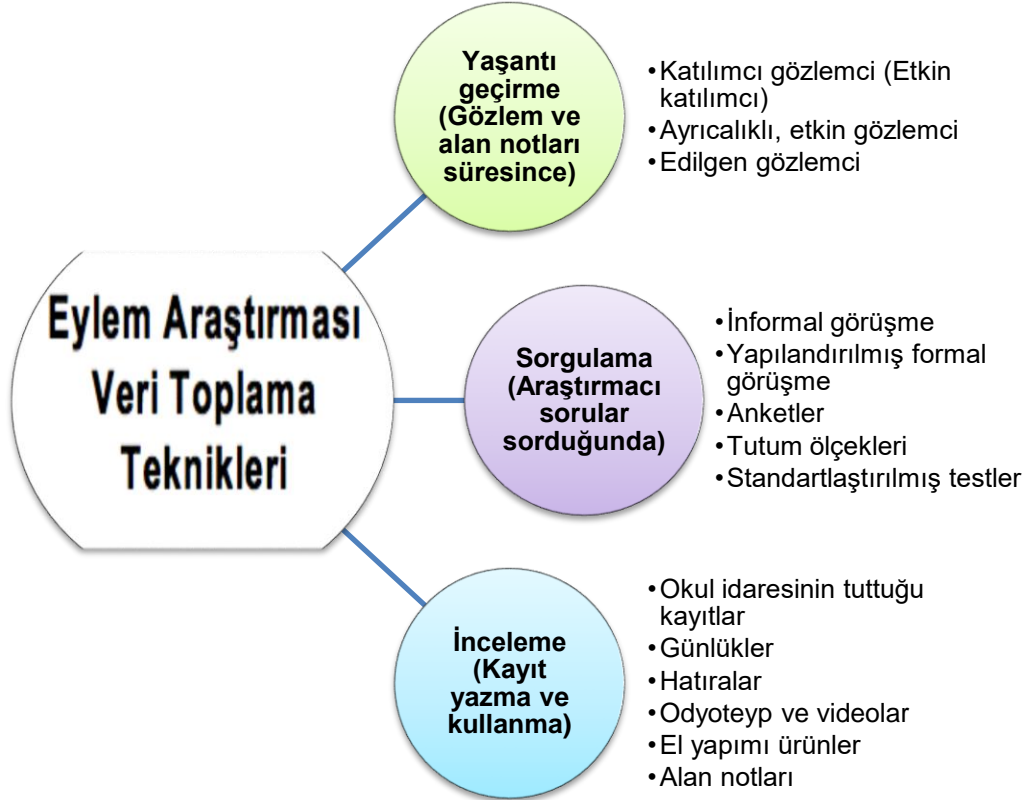 Yaşantı
geçirme
(Gözlem ve
alan notları
süresince)
•Katılımcı gözlemci (Etkin
katılımcı)
•Ayrıcalıklı, etkin gözlemci
•Edilgen gözlemci
Eylem Araştırması
Veri Toplama
Teknikleri
Sorgulama
(Araştırmacı
sorular
sorduğunda)
•İnformal görüşme
•Yapılandırılmış formal
görüşme
•Anketler
•Tutum ölçekleri
•Standartlaştırılmış testler
İnceleme
(Kayıt
yazma ve
kullanma)
•Okul idaresinin tuttuğu
kayıtlar
•Günlükler
•Hatıralar
•Odyoteyp ve videolar
•El yapımı ürünler
•Alan notları